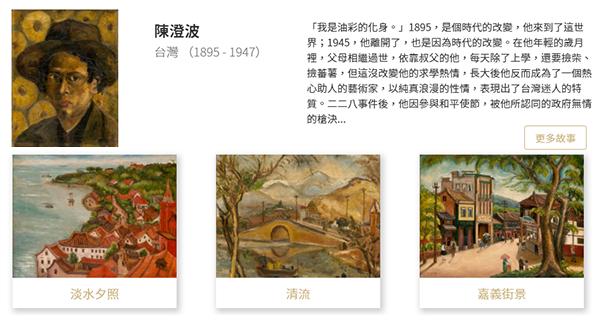 陳澄波
台灣 （1895 - 1947）
「我是油彩的化身。」1895，是個時代的改變，他來到了這世
界；1945，他離開了，也是因為時代的改變。在他年輕的歲月
裡，父母相繼過世，依靠叔父的他，每天除了上學，還要撿柴、
撿蕃薯，但這沒改變他的求學熱情，長大後他反而成為了一個熱
心助人的藝術家，以純真浪漫的性情，表現出了台灣迷人的特
質。二二八事件後，他因參與和平使節，被他所認同的政府無情
的槍決...
更多故事
淡水夕照
清流
嘉義街景